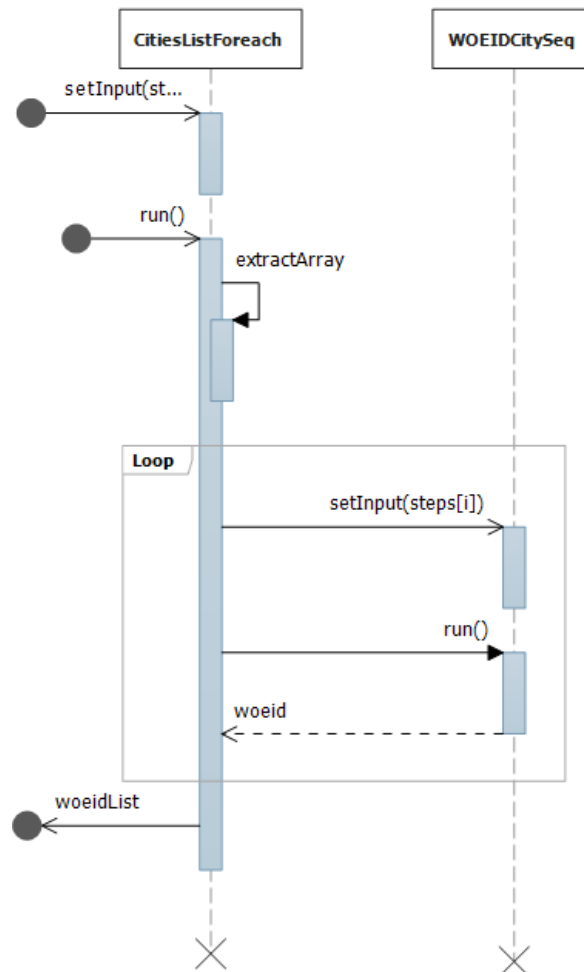 CitiesListForeach
WOEIDCitySeq
setInput(st...
run()
extractArray
Loop
setInput(steps[i])
run()
woeid
woeidList